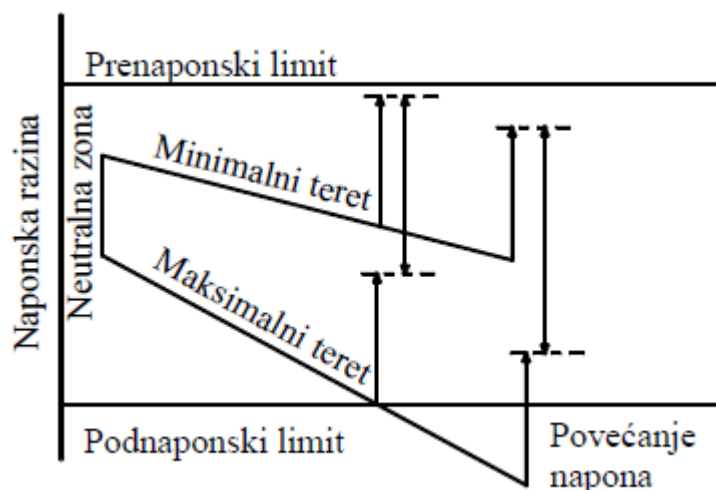 Prenaponski limit
Naponska razina
Neutralna zona
Minimalni teret
Maksimalni teret
Podnaponski limit
Povećanje
napona